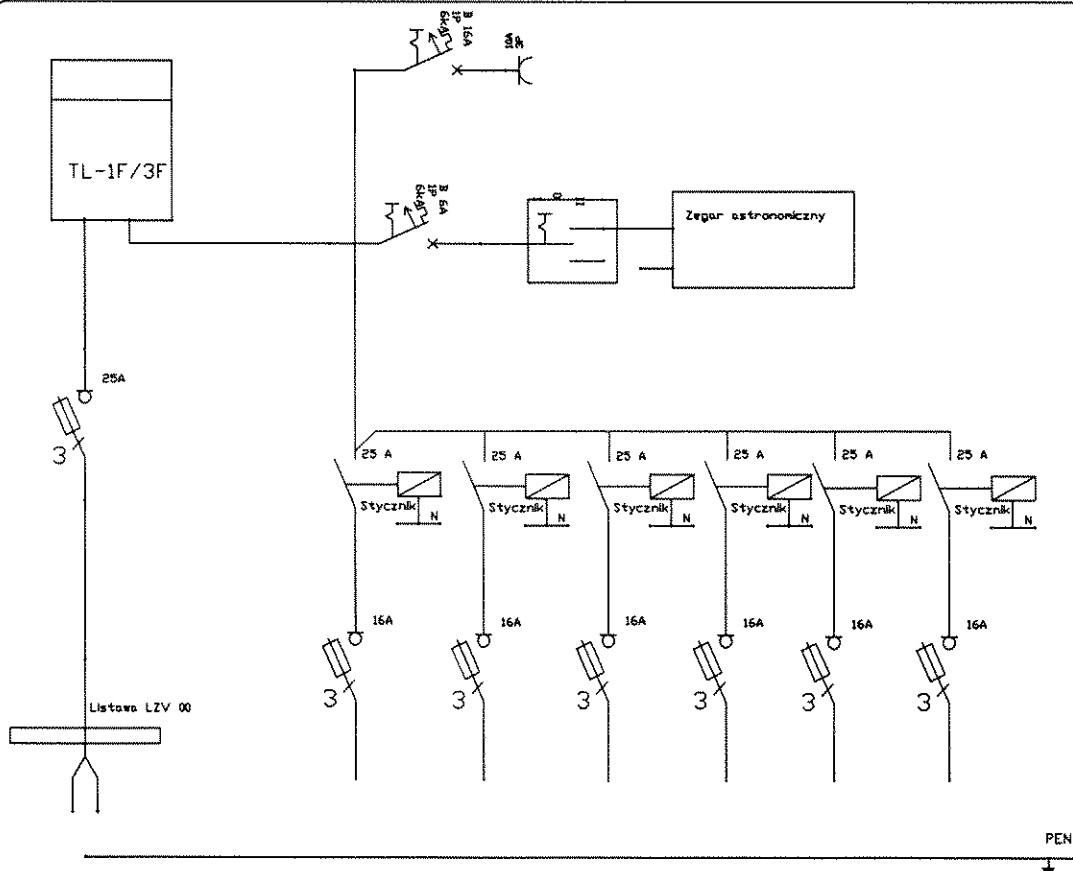 B 16A
1P
6kA
TL-1F/3F
B 6A
1P
6kA
0 II
Zegar astronomiczny
25A
3
25 A 25 A 25 A 25 A 25 A 25 A
Stycznik N Stycznik N Stycznik N Stycznik N Stycznik N Stycznik N
16A 16A 16A 16A 16A 16A
3 3 3 3 3 3
Listawa LZV 00
PEN